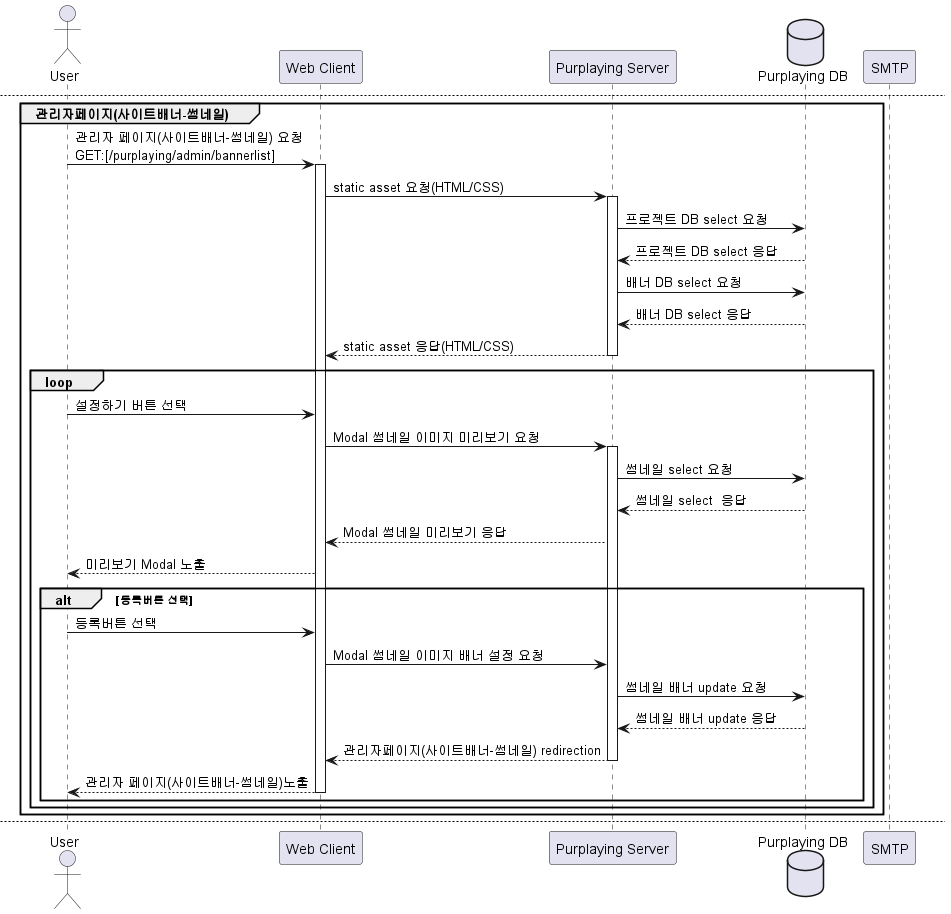 User
Web Client
Purplaying Server
Purplaying DB
SMTP
관리자페이지(사이트배너-썸네일)
관리자 페이지(사이트배너-썸네일) 요청
GET:[/purplaying/admin/bannerlist]
static asset 요청(HTML/CSS)
프로젝트 DB select 요청
프로젝트 DB select 응답
배너 DB select 요청
배너 DB select 응답
static asset 응답(HTML/CSS)
loop
설정하기 버튼 선택
Modal 썸네일 이미지 미리보기 요청
썸네일 select 요청
썸네일 select  응답
Modal 썸네일 미리보기 응답
미리보기 Modal 노출
alt [등록버튼 선택]
등록버튼 선택
Modal 썸네일 이미지 배너 설정 요청
썸네일 배너 update 요청
썸네일 배너 update 응답
관리자페이지(사이트배너-썸네일) redirection
관리자 페이지(사이트배너-썸네일)노출
User
Web Client
Purplaying Server
Purplaying DB
SMTP